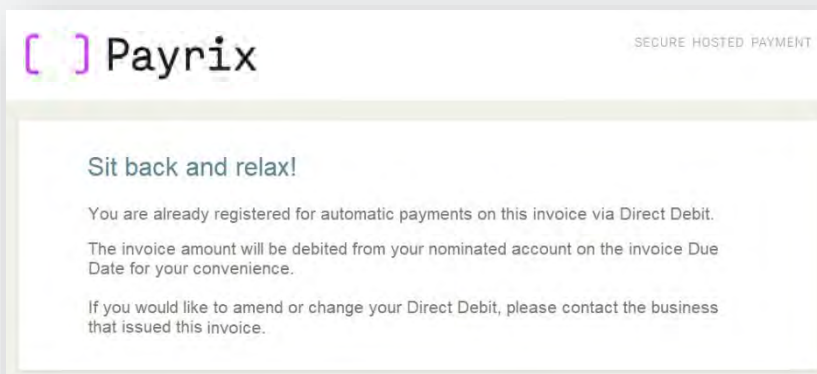 [ ] Payrix
SECURE HOSTED PAYMENT
Sit back and relax!
You are already registered for automatic payments on this invoice via Direct Debit.
The invoice amount will be debited from your nominated account on the invoice Due
Date for your convenience.
If you would like to amend or change your Direct Debit, please contact the business
that issued this invoice.